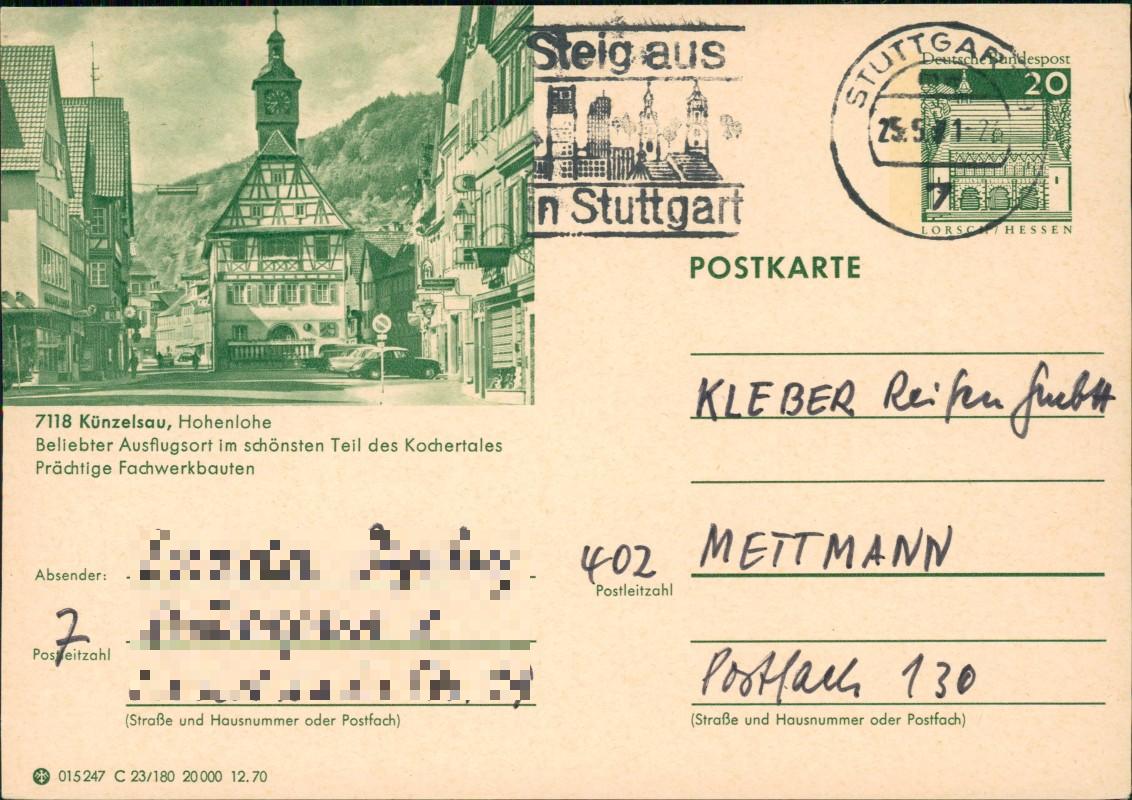 Steig aus
in Stuttgart
STUTTGART
25.9.71-
7
Deutsche Bundespost
20
LORSCH/HESSEN
POSTKARTE
7118 Künzelsau, Hohenlohe
Beliebter Ausflugsort im schönsten Teil des Kochertales
Prächtige Fachwerkbauten
KLEBER Reifen GmbH
402 METTMANN
Postleitzahl
Postfach 130
(Straße und Hausnummer oder Postfach)
Absender:
7
Postleitzahl
(Straße und Hausnummer oder Postfach)
015247 C 23/180 20000 12.70